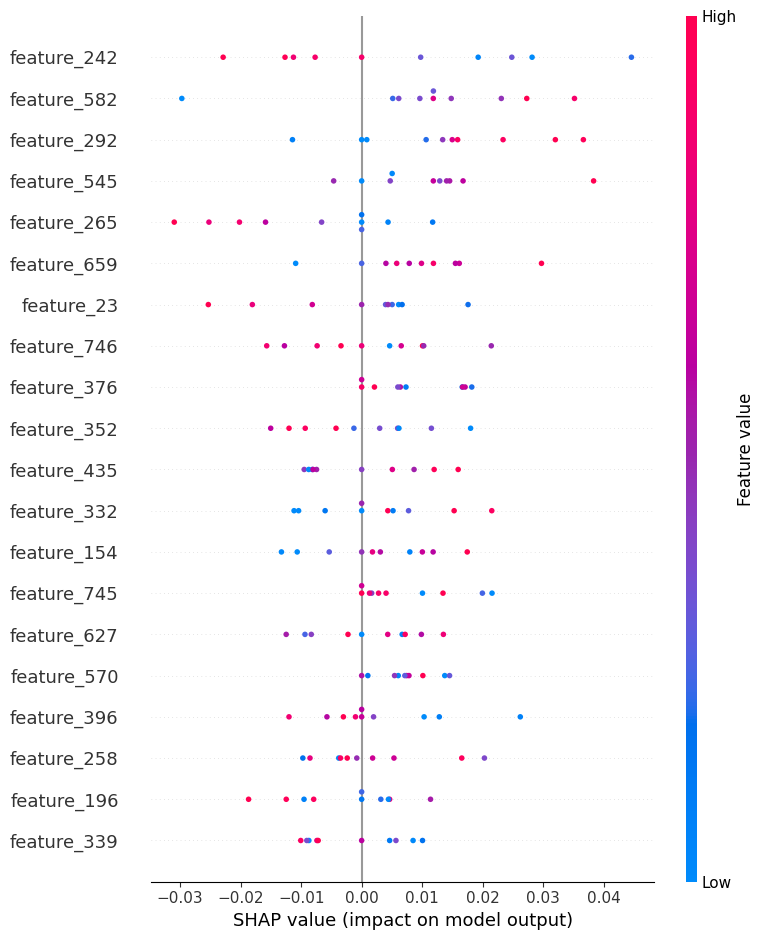 High
feature_242
feature_582
feature_292
feature_545
feature_265
feature_659
feature_23
feature_746
feature_376
feature_352
feature_435
feature_332
feature_154
feature_745
feature_627
feature_570
feature_396
feature_258
feature_196
feature_339
Feature value
Low
−0.03 −0.02 −0.01 0.00 0.01 0.02 0.03 0.04
SHAP value (impact on model output)